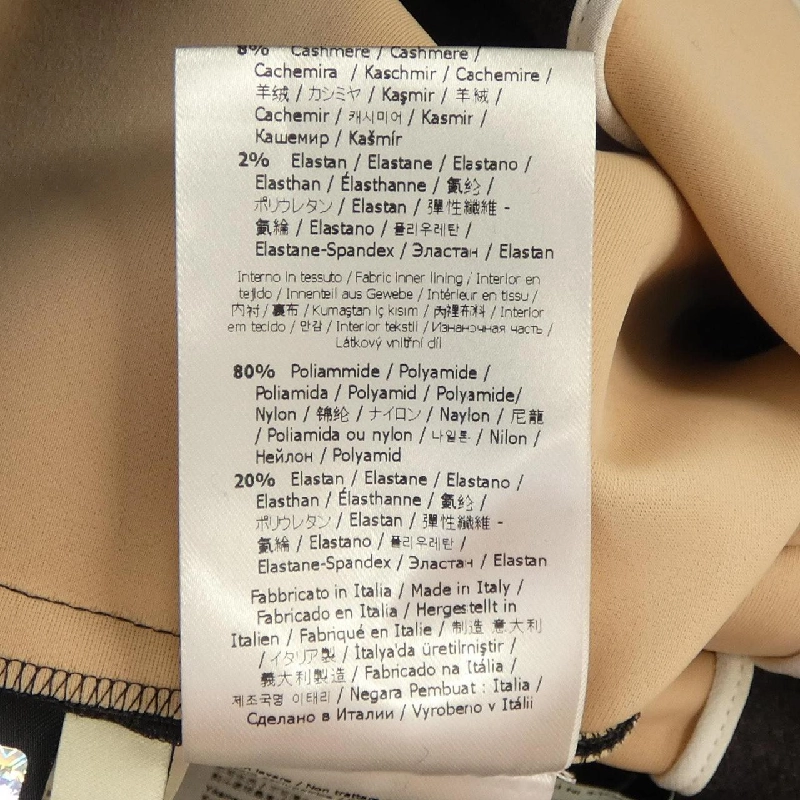 8% Cashmere / Cashmere /
Cachemira / Kaschmir / Cachemire /
羊绒 / カシミヤ / Kaşmir / 羊絨 /
Cachemir / 캐시미어 / Kasmir /
Кашемир / Kašmír
2% Elastan / Elastane / Elastano /
Elasthan / Élasthanne / 氨纶 /
ポリウレタン / Elastan / 彈性纖維 -
氨綸 / Elastano / 폴리우레탄 /
Elastane-Spandex / Эластан / Elastan
Interno in tessuto / Fabric inner lining / Interior en
tejido / Innenteil aus Gewebe / Intérieur en tissu /
内衬 / 裏布 / Kumaştan iç kısım / 內裡布料 / Interior
em tecido / 안감 / Interior tekstil / Изнаночная часть /
Látkový vnitřní díl
80% Poliammide / Polyamide /
Poliamida / Polyamid / Polyamide/
Nylon / 锦纶 / ナイロン / Naylon / 尼龍
/ Poliamida ou nylon / 나일론 / Nilon /
Нейлон / Polyamid
20% Elastan / Elastane / Elastano /
Elasthan / Élasthanne / 氨纶 /
ポリウレタン / Elastan / 彈性纖維 -
氨綸 / Elastano / 폴리우레탄 /
Elastane-Spandex / Эластан / Elastan
Fabbricato in Italia / Made in Italy /
Fabricado en Italia / Hergestellt in
Italien / Fabriqué en Italie / 制造 意大利
/ イタリア製 / İtalya'da üretilmiştir /
義大利製造 / Fabricado na Itália /
제조국명 이태리 / Negara Pembuat : Italia /
Сделано в Италии / Vyrobeno v Itálii